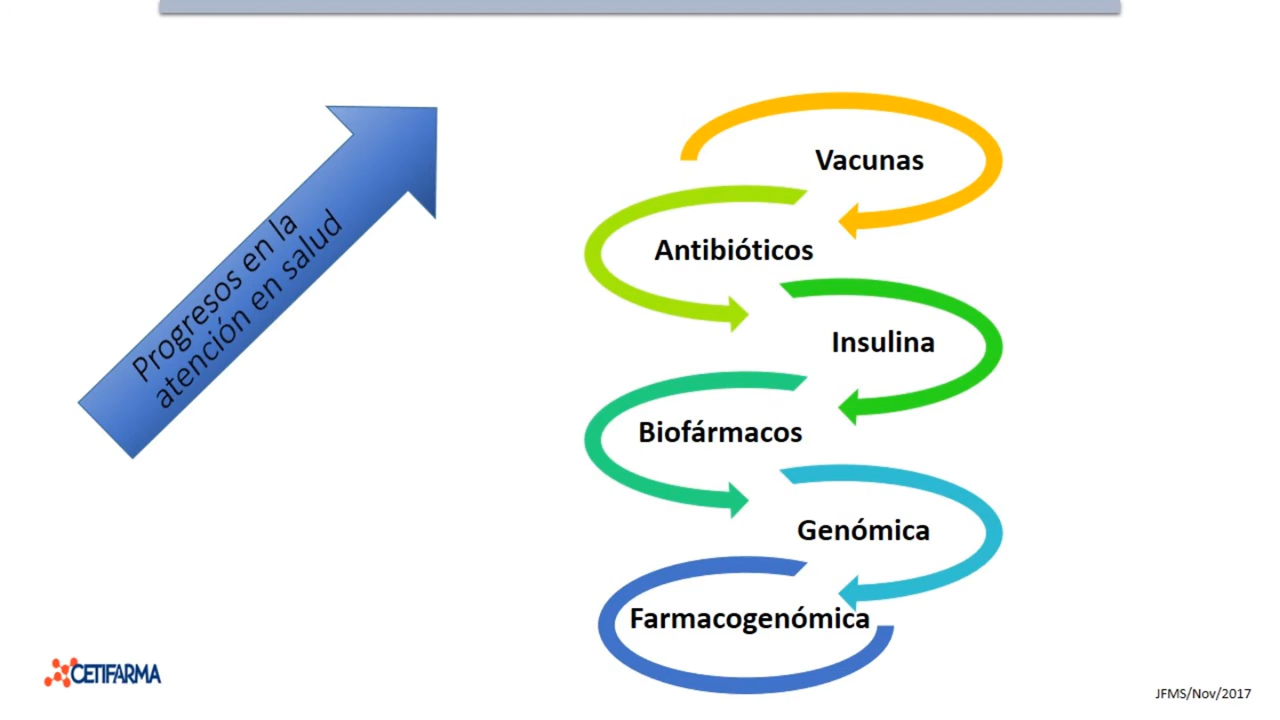 Progresos en la
atención en salud
Vacunas
Antibióticos
Insulina
Biofármacos
Genómica
Farmacogenómica
CETIFARMA
JFMS/Nov/2017